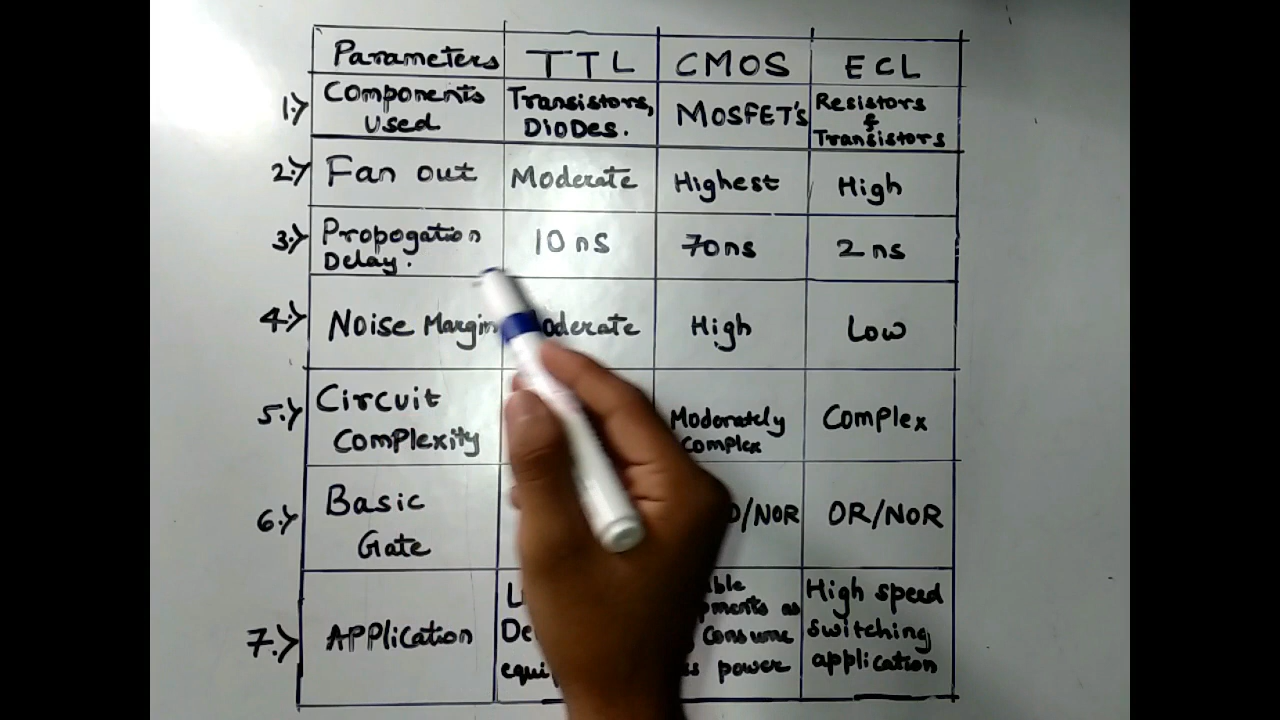 Parameters TTL CMOS ECL
1.) Components Used Transistors, Diodes. MOSFET's Resistors & Transistors
2.) Fan out Moderate Highest High
3.) Propogation Delay. 10 ns 70ns 2 ns
4.) Noise Margin High Low
5.) Circuit Complexity Moderately Complex Complex
6.) Basic Gate /NOR OR/NOR
7.) Application consume power High speed switching application